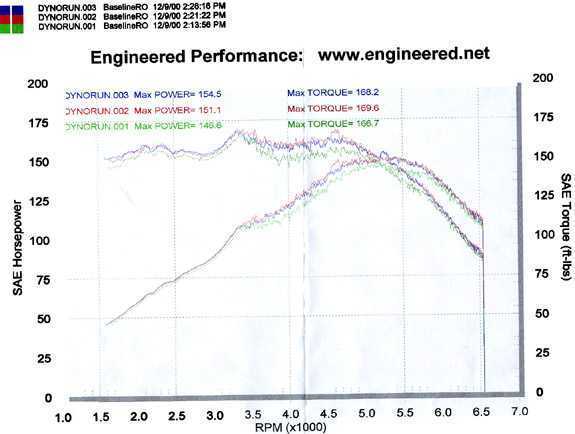 DYNORUN.003 BaselineRO 12/9/00 2:28:16 PM
DYNORUN.002 BaselineRO 12/9/00 2:21:22 PM
DYNORUN.001 BaselineRO 12/9/00 2:13:56 PM
Engineered Performance: www.engineered.net
DYNORUN.003 Max POWER= 154.5 Max TORQUE= 168.2
DYNORUN.002 Max POWER= 151.1 Max TORQUE= 169.6
DYNORUN.001 Max POWER= 146.6 Max TORQUE= 166.7
200
175
150
125
100
75
50
25
0
SAE Horsepower
200
175
150
125
100
75
50
25
0
SAE Torque (ft-lbs)
1.0 1.5 2.0 2.5 3.0 3.5 4.0 4.5 5.0 5.5 6.0 6.5 7.0
RPM (x1000)